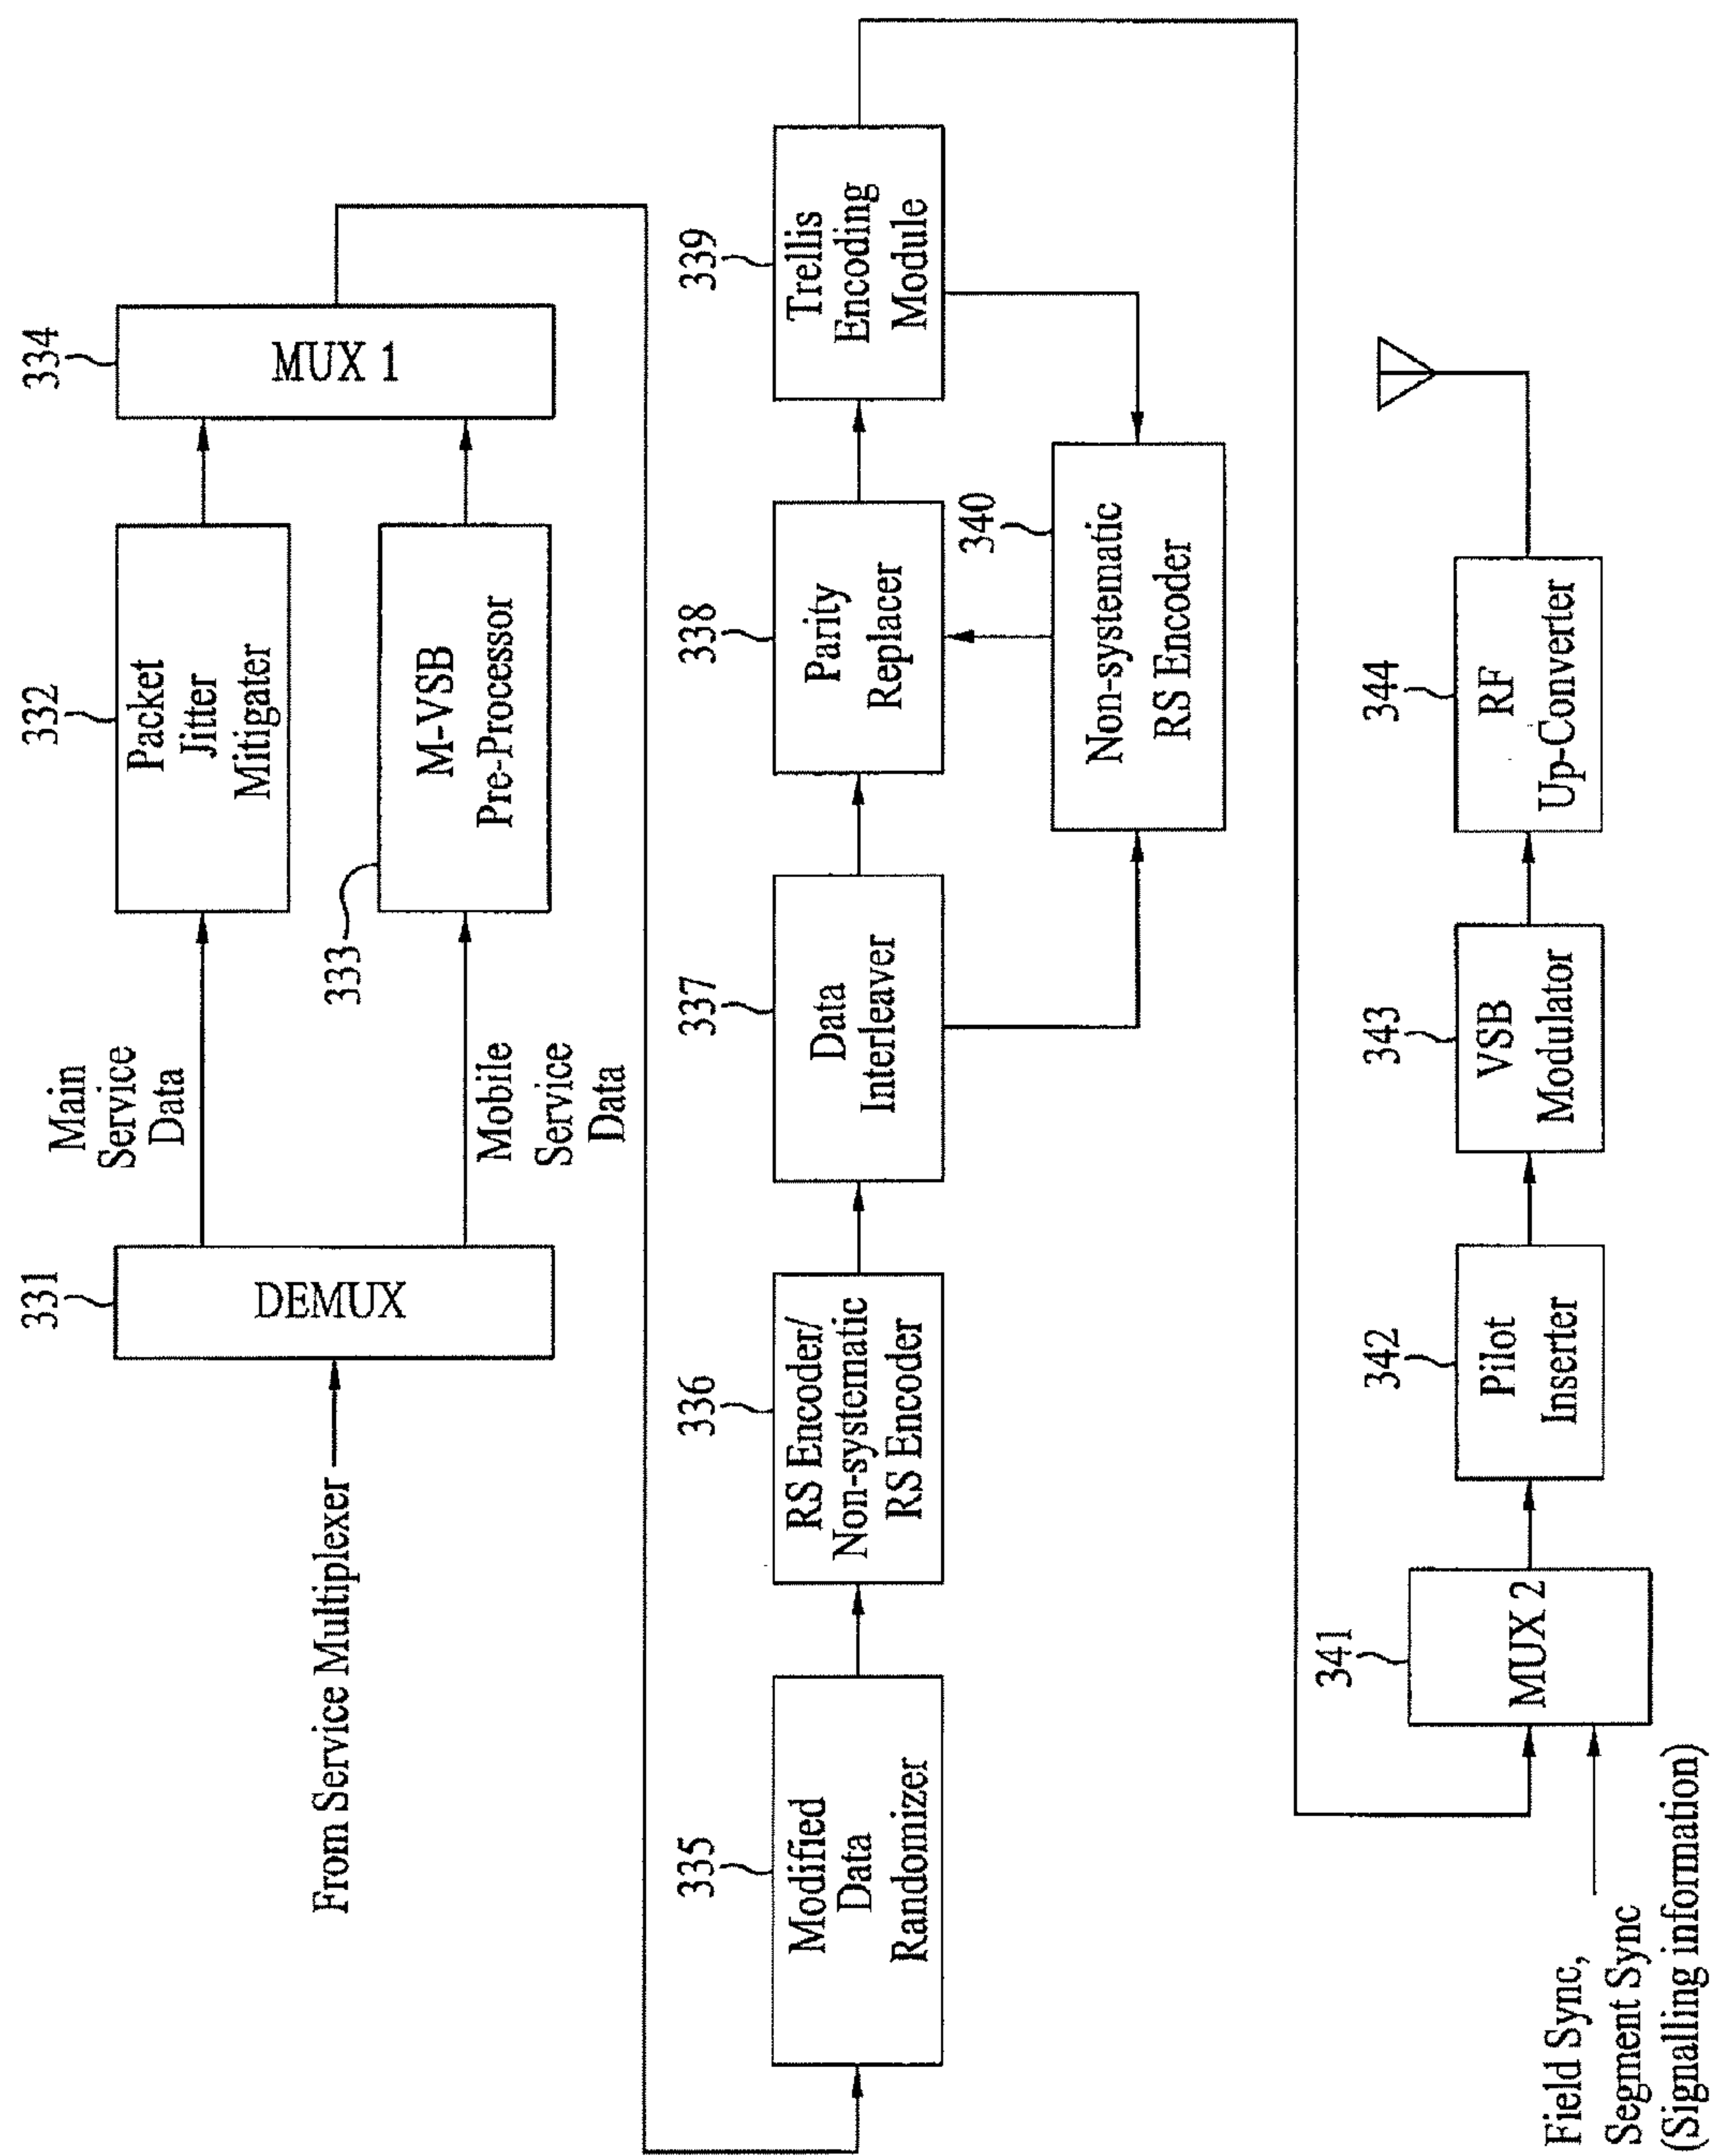 From Service Multiplexer
331
DEMUX
Main
Service
Data
Mobile
Service
Data
332
Packet
Jitter
Mitigater
333
M-VSB
Pre-Processor
334
MUX 1
335
Modified
Data
Randomizer
336
RS Encoder/
Non-systematic
RS Encoder
337
Data
Interleaver
338
Parity
Replacer
339
Trellis
Encoding
Module
340
Non-systematic
RS Encoder
Field Sync,
Segment Sync
(Signalling information)
341
MUX 2
342
Pilot
Inserter
343
VSB
Modulator
344
RF
Up-Converter